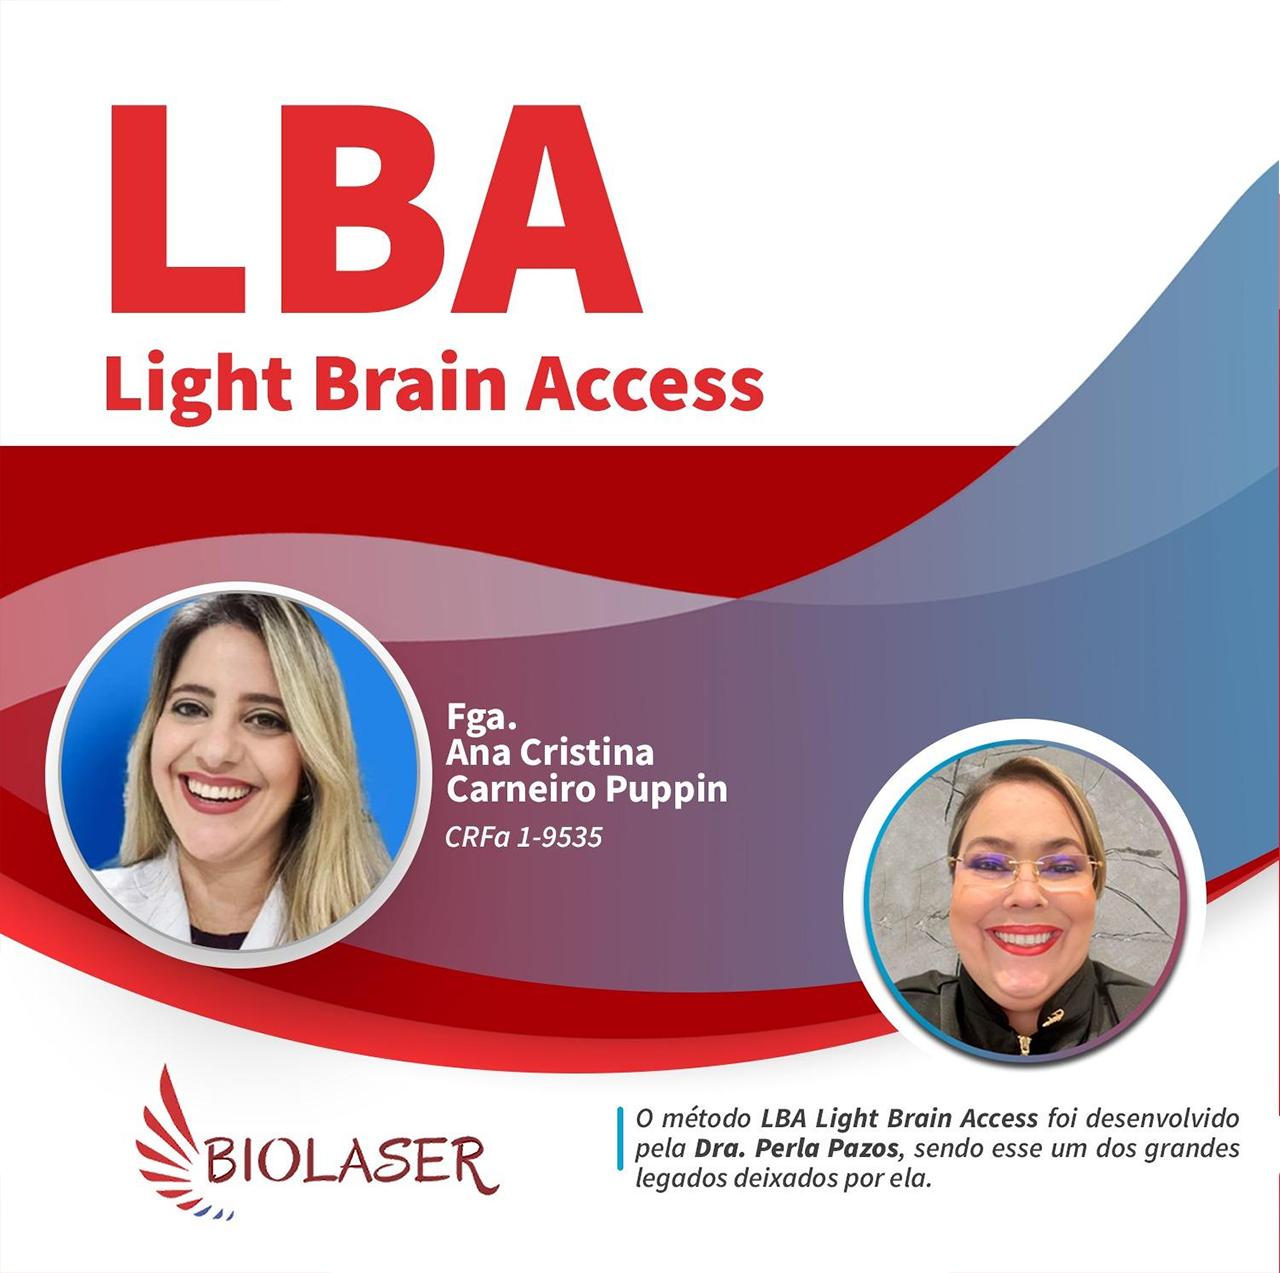 LBA
Light Brain Access
Fga.
Ana Cristina
Carneiro Puppin
CRFa 1-9535
BIOLASER
O método LBA Light Brain Access foi desenvolvido
pela Dra. Perla Pazos, sendo esse um dos grandes
legados deixados por ela.